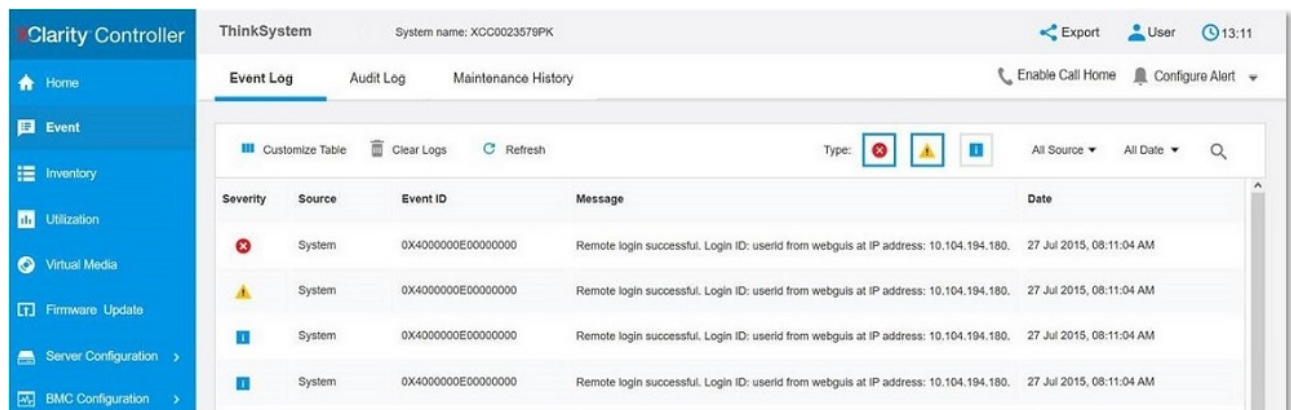 XClarity Controller
ThinkSystem System name: XCC0023579PK Export User 13:11
Home
Event Log Audit Log Maintenance History Enable Call Home Configure Alert
Event
Customize Table Clear Logs Refresh Type: All Source All Date
Inventory
Severity Source Event ID Message Date
Utilization
System 0X4000000E00000000 Remote login successful. Login ID: userid from webguis at IP address: 10.104.194.180. 27 Jul 2015, 08:11:04 AM
Virtual Media
System 0X4000000E00000000 Remote login successful. Login ID: userid from webguis at IP address: 10.104.194.180. 27 Jul 2015, 08:11:04 AM
Firmware Update
System 0X4000000E00000000 Remote login successful. Login ID: userid from webguis at IP address: 10.104.194.180. 27 Jul 2015, 08:11:04 AM
Server Configuration
System 0X4000000E00000000 Remote login successful. Login ID: userid from webguis at IP address: 10.104.194.180. 27 Jul 2015, 08:11:04 AM
BMC Configuration